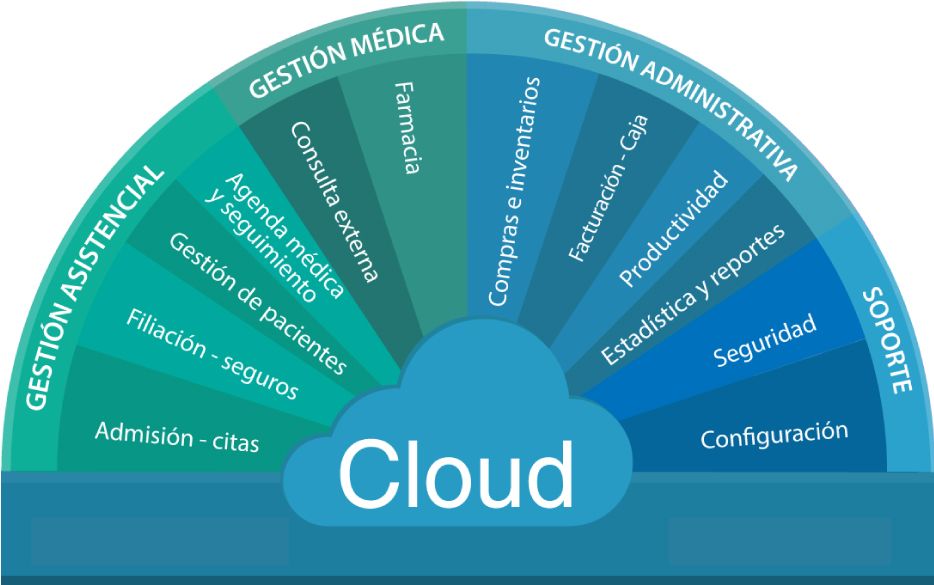 GESTIÓN ASISTENCIAL
Admisión - citas
Filiación - seguros
Gestión de pacientes
Agenda médica
y seguimiento
GESTIÓN MÉDICA
Consulta externa
Farmacia
GESTIÓN ADMINISTRATIVA
Compras e inventarios
Facturación - Caja
Productividad
Estadística y reportes
SOPORTE
Seguridad
Configuración
Cloud